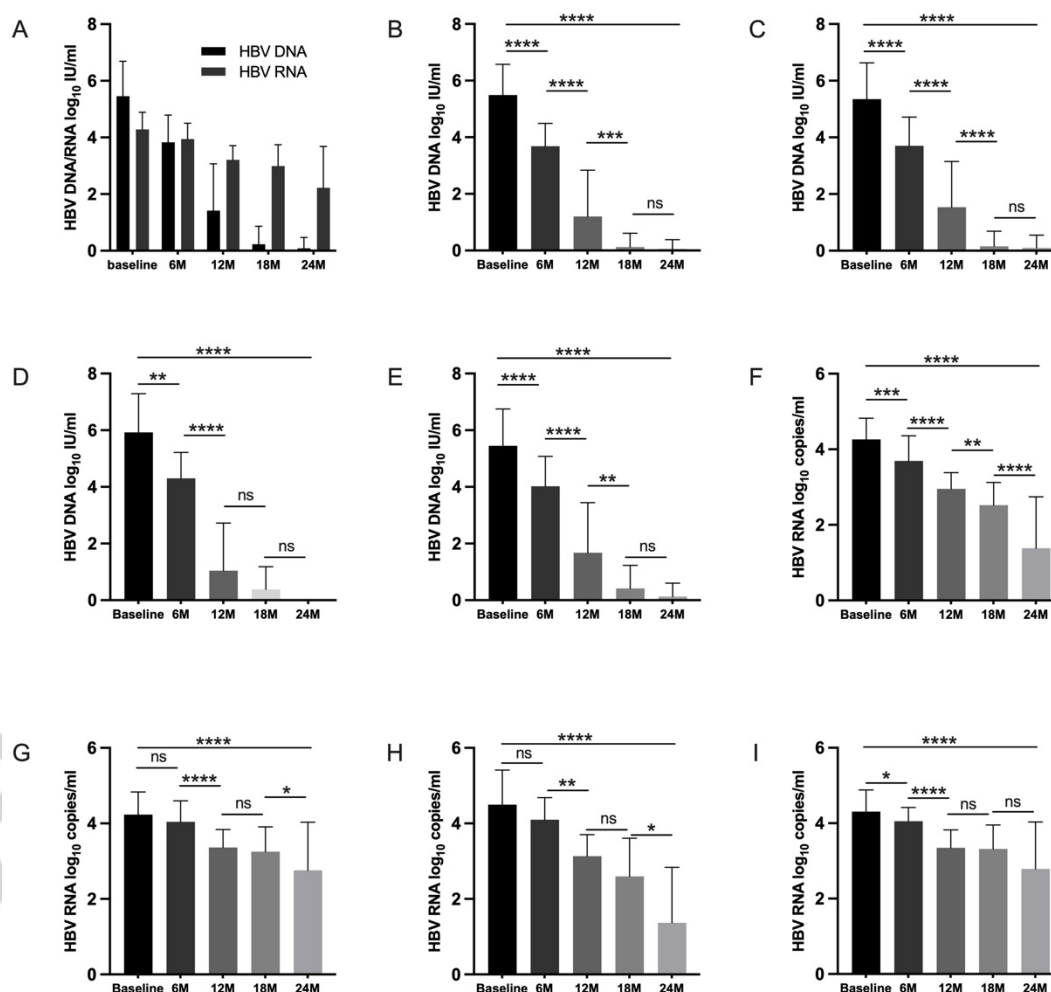 A
HBV DNA/RNA log10 IU/ml
8
6
4
2
0
HBV DNA
HBV RNA
baseline 6M 12M 18M 24M
B
HBV DNA log10 IU/ml
8
6
4
2
0
****
****
****
***
ns
Baseline 6M 12M 18M 24M
C
HBV DNA log10 IU/ml
8
6
4
2
0
****
****
****
****
ns
Baseline 6M 12M 18M 24M
D
HBV DNA log10 IU/ml
8
6
4
2
0
****
**
****
ns
ns
Baseline 6M 12M 18M 24M
E
HBV DNA log10 IU/ml
8
6
4
2
0
****
****
****
**
ns
Baseline 6M 12M 18M 24M
F
HBV RNA log10 copies/ml
6
4
2
0
****
***
****
**
****
Baseline 6M 12M 18M 24M
G
HBV RNA log10 copies/ml
6
4
2
0
****
ns
****
ns
*
Baseline 6M 12M 18M 24M
H
HBV RNA log10 copies/ml
6
4
2
0
****
ns
**
ns
*
Baseline 6M 12M 18M 24M
I
HBV RNA log10 copies/ml
6
4
2
0
****
*
****
ns
ns
Baseline 6M 12M 18M 24M